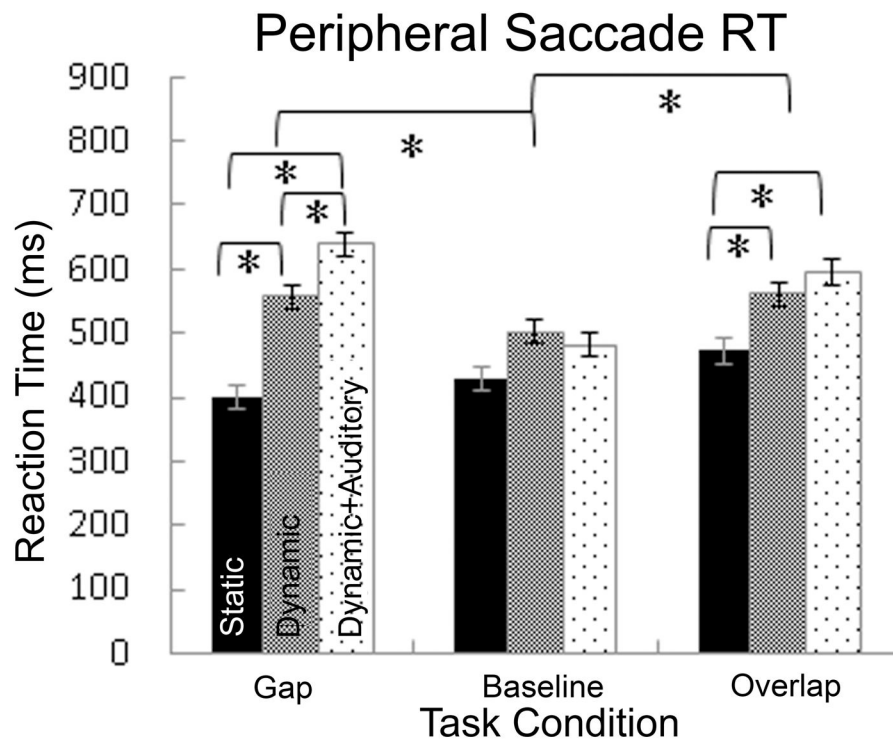 Peripheral Saccade RT
900
800
700
600
500
400
300
200
100
0
Reaction Time (ms)
*
*
*
*
*
*
*
Static
Dynamic
Dynamic+Auditory
Gap
Baseline
Overlap
Task Condition